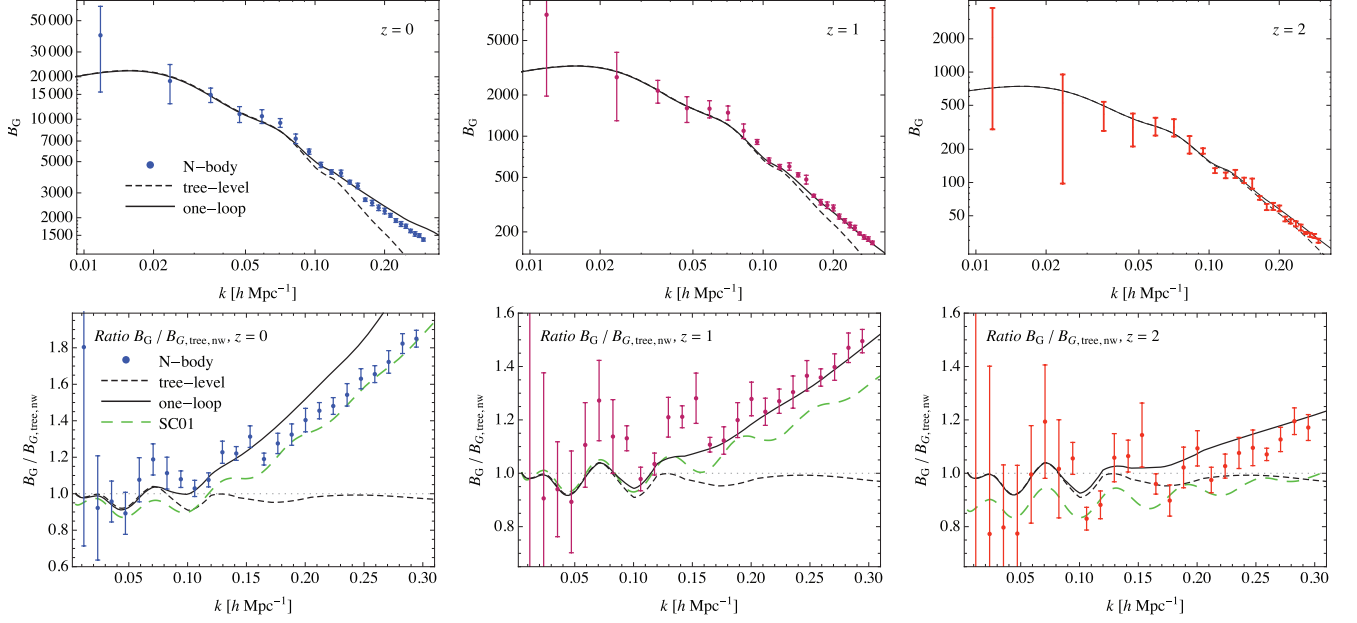 50 000
30 000
20 000
15 000
10 000
7000
5000
3000
2000
1500
B_G
z = 0
N−body
tree−level
one−loop
0.01 0.02 0.05 0.10 0.20
k [h Mpc⁻¹]
5000
2000
1000
500
200
B_G
z = 1
0.01 0.02 0.05 0.10 0.20
k [h Mpc⁻¹]
2000
1000
500
200
100
50
B_G
z = 2
0.01 0.02 0.05 0.10 0.20
k [h Mpc⁻¹]
Ratio B_G / B_{G,tree,nw}, z = 0
N−body
tree−level
one−loop
SC01
1.8
1.6
1.4
1.2
1.0
0.8
0.6
B_G / B_{G,tree,nw}
0.05 0.10 0.15 0.20 0.25 0.30
k [h Mpc⁻¹]
Ratio B_G / B_{G,tree,nw}, z = 1
1.6
1.4
1.2
1.0
0.8
B_G / B_{G,tree,nw}
0.05 0.10 0.15 0.20 0.25 0.30
k [h Mpc⁻¹]
Ratio B_G / B_{G,tree,nw}, z = 2
1.6
1.4
1.2
1.0
0.8
B_G / B_{G,tree,nw}
0.05 0.10 0.15 0.20 0.25 0.30
k [h Mpc⁻¹]